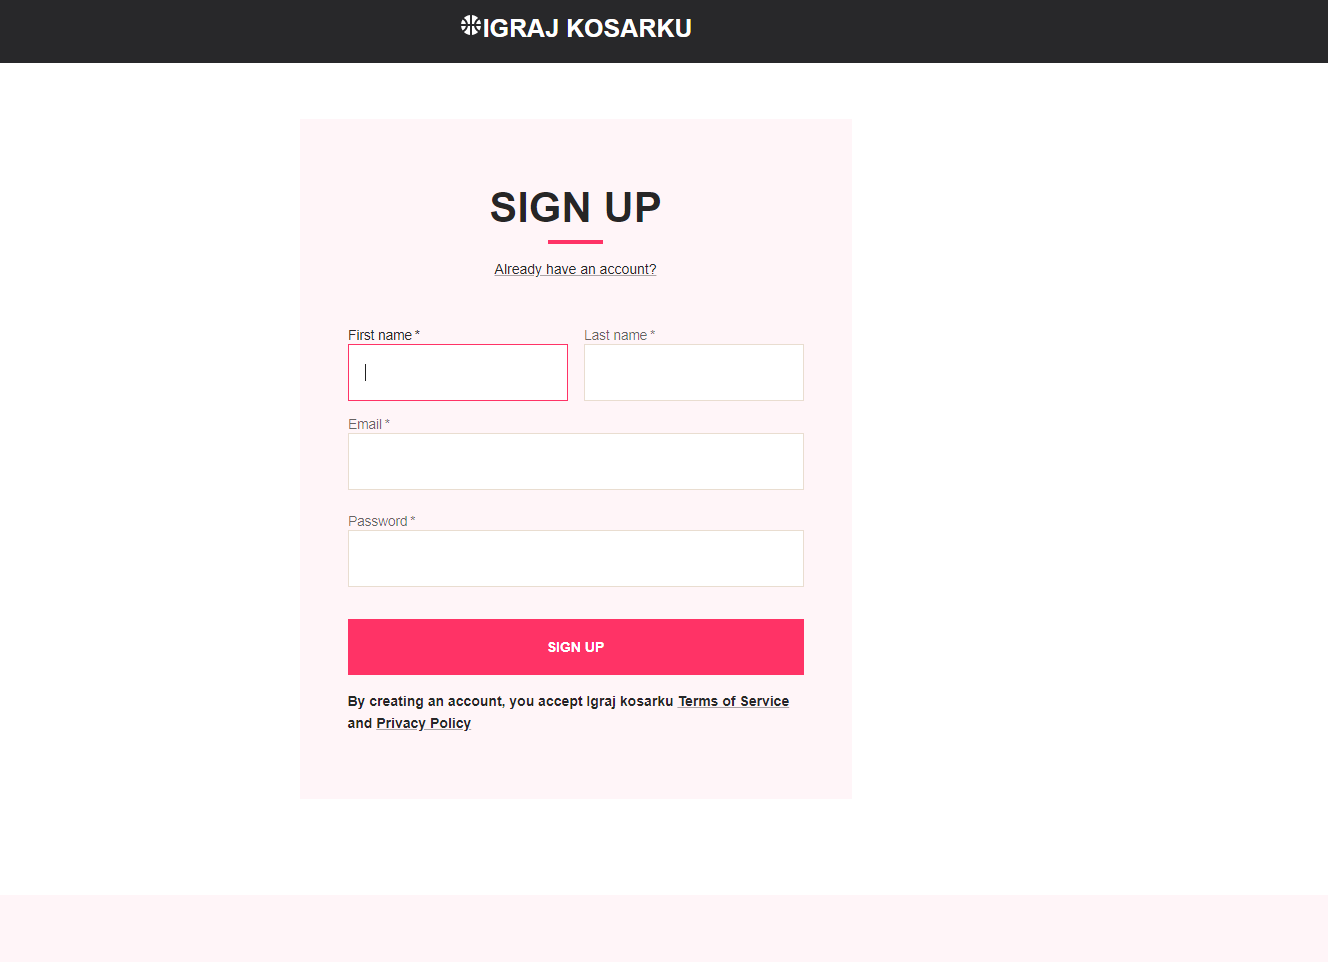 IGRAJ KOSARKU
SIGN UP
Already have an account?
First name *
Last name *
Email *
Password *
SIGN UP
By creating an account, you accept Igraj kosarku Terms of Service
and Privacy Policy